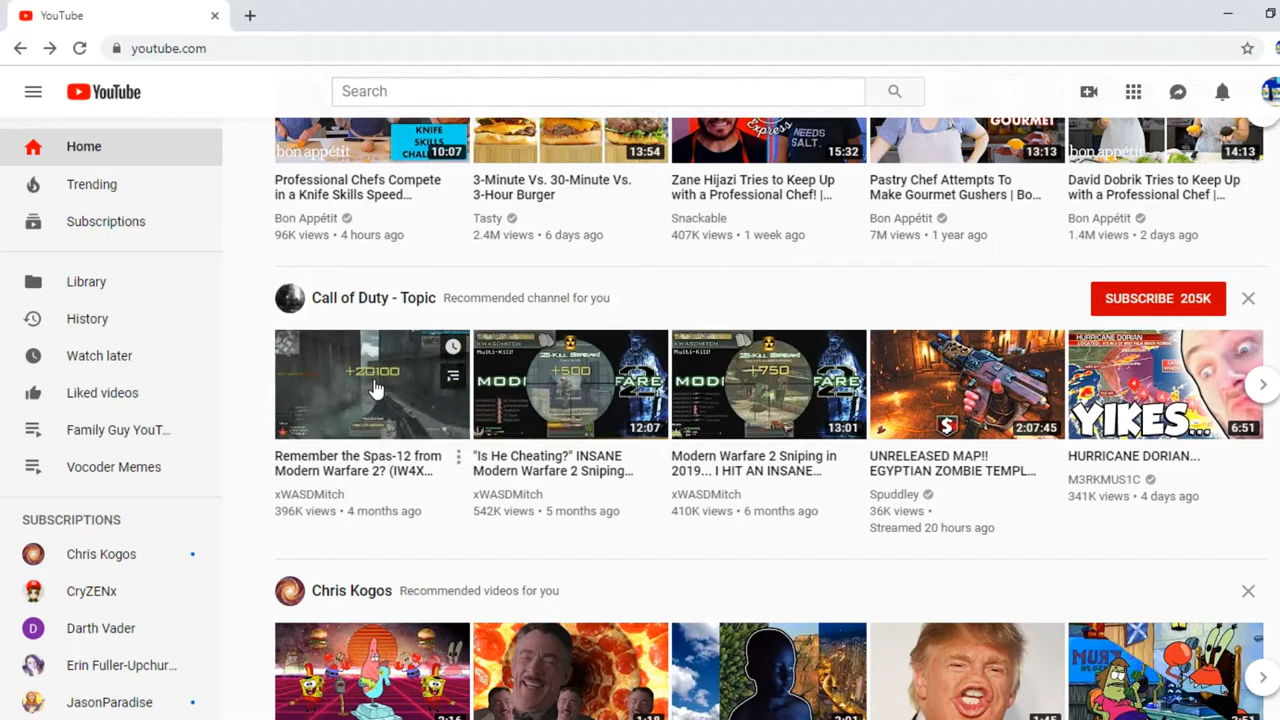 YouTube
youtube.com
YouTube
Search
Home
Trending
Subscriptions
Library
History
Watch later
Liked videos
Family Guy YouT...
Vocoder Memes
SUBSCRIPTIONS
Chris Kogos
CryZENx
Darth Vader
Erin Fuller-Upchur...
JasonParadise
bon appétit
KNIFE
SKILLS
CHALL
10:07
13:54
Express
NEEDS
SALT.
15:32
GOURMET
13:13
bon appétit
14:13
Professional Chefs Compete
in a Knife Skills Speed...
Bon Appétit
96K views • 4 hours ago
3-Minute Vs. 30-Minute Vs.
3-Hour Burger
Tasty
2.4M views • 6 days ago
Zane Hijazi Tries to Keep Up
with a Professional Chef! |...
Snackable
407K views • 1 week ago
Pastry Chef Attempts To
Make Gourmet Gushers | Bo...
Bon Appétit
7M views • 1 year ago
David Dobrik Tries to Keep Up
with a Professional Chef |...
Bon Appétit
1.4M views • 2 days ago
Call of Duty - Topic Recommended channel for you
SUBSCRIBE 205K
+20100
xWASDMitch
Multi-Kill!
25-KILL STREAK!
+500
MOD
FARE
2
12:07
xWASDMitch
Multi-Kill!
25-KILL STREAK!
+750
MODE
FARE
2
13:01
2:07:45
HURRICANE DORIAN
YIKES...
6:51
Remember the Spas-12 from
Modern Warfare 2? (IW4X...
xWASDMitch
396K views • 4 months ago
"Is He Cheating?" INSANE
Modern Warfare 2 Sniping...
xWASDMitch
542K views • 5 months ago
Modern Warfare 2 Sniping in
2019... I HIT AN INSANE...
xWASDMitch
410K views • 6 months ago
UNRELEASED MAP!!
EGYPTIAN ZOMBIE TEMPL...
Spuddley
36K views •
Streamed 20 hours ago
HURRICANE DORIAN...
M3RKMUS1C
341K views • 4 days ago
Chris Kogos Recommended videos for you